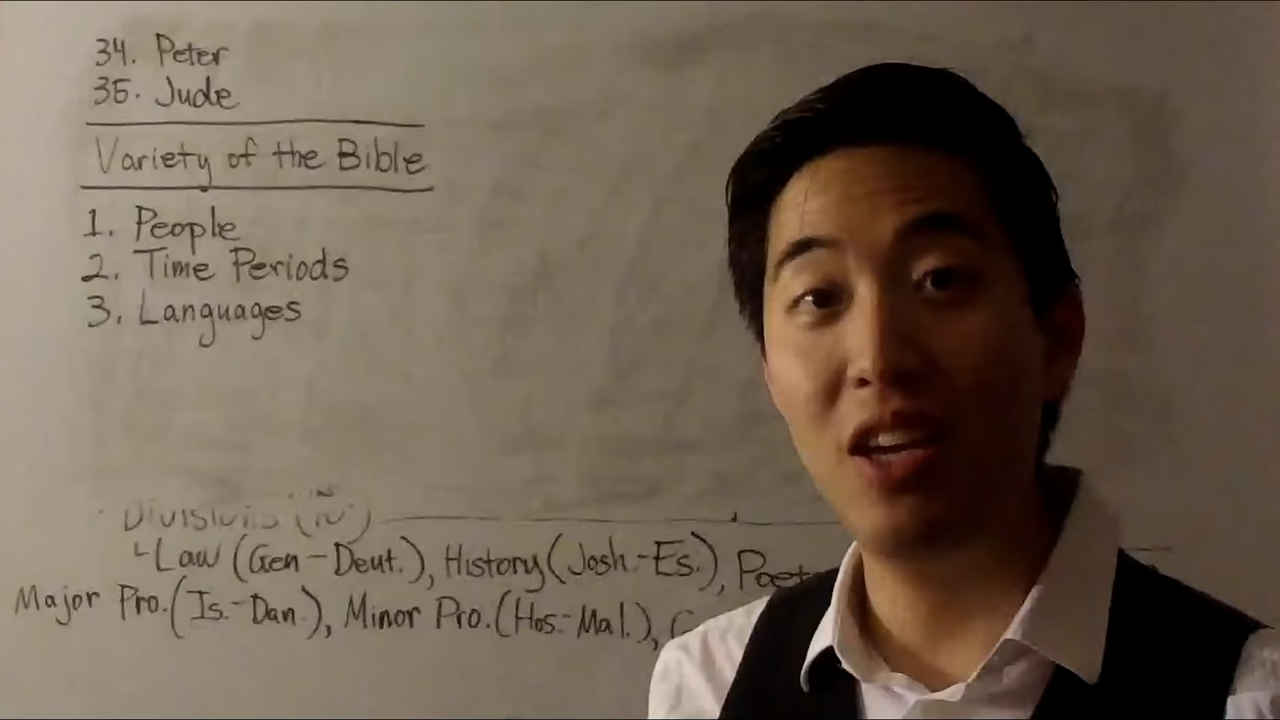 34. Peter
35. Jude
Variety of the Bible
1. People
2. Time Periods
3. Languages
Divisions
└Law (Gen-Deut.), History (Josh.-Es.),
Major Pro. (Is.-Dan.), Minor Pro. (Hos.-Mal.),